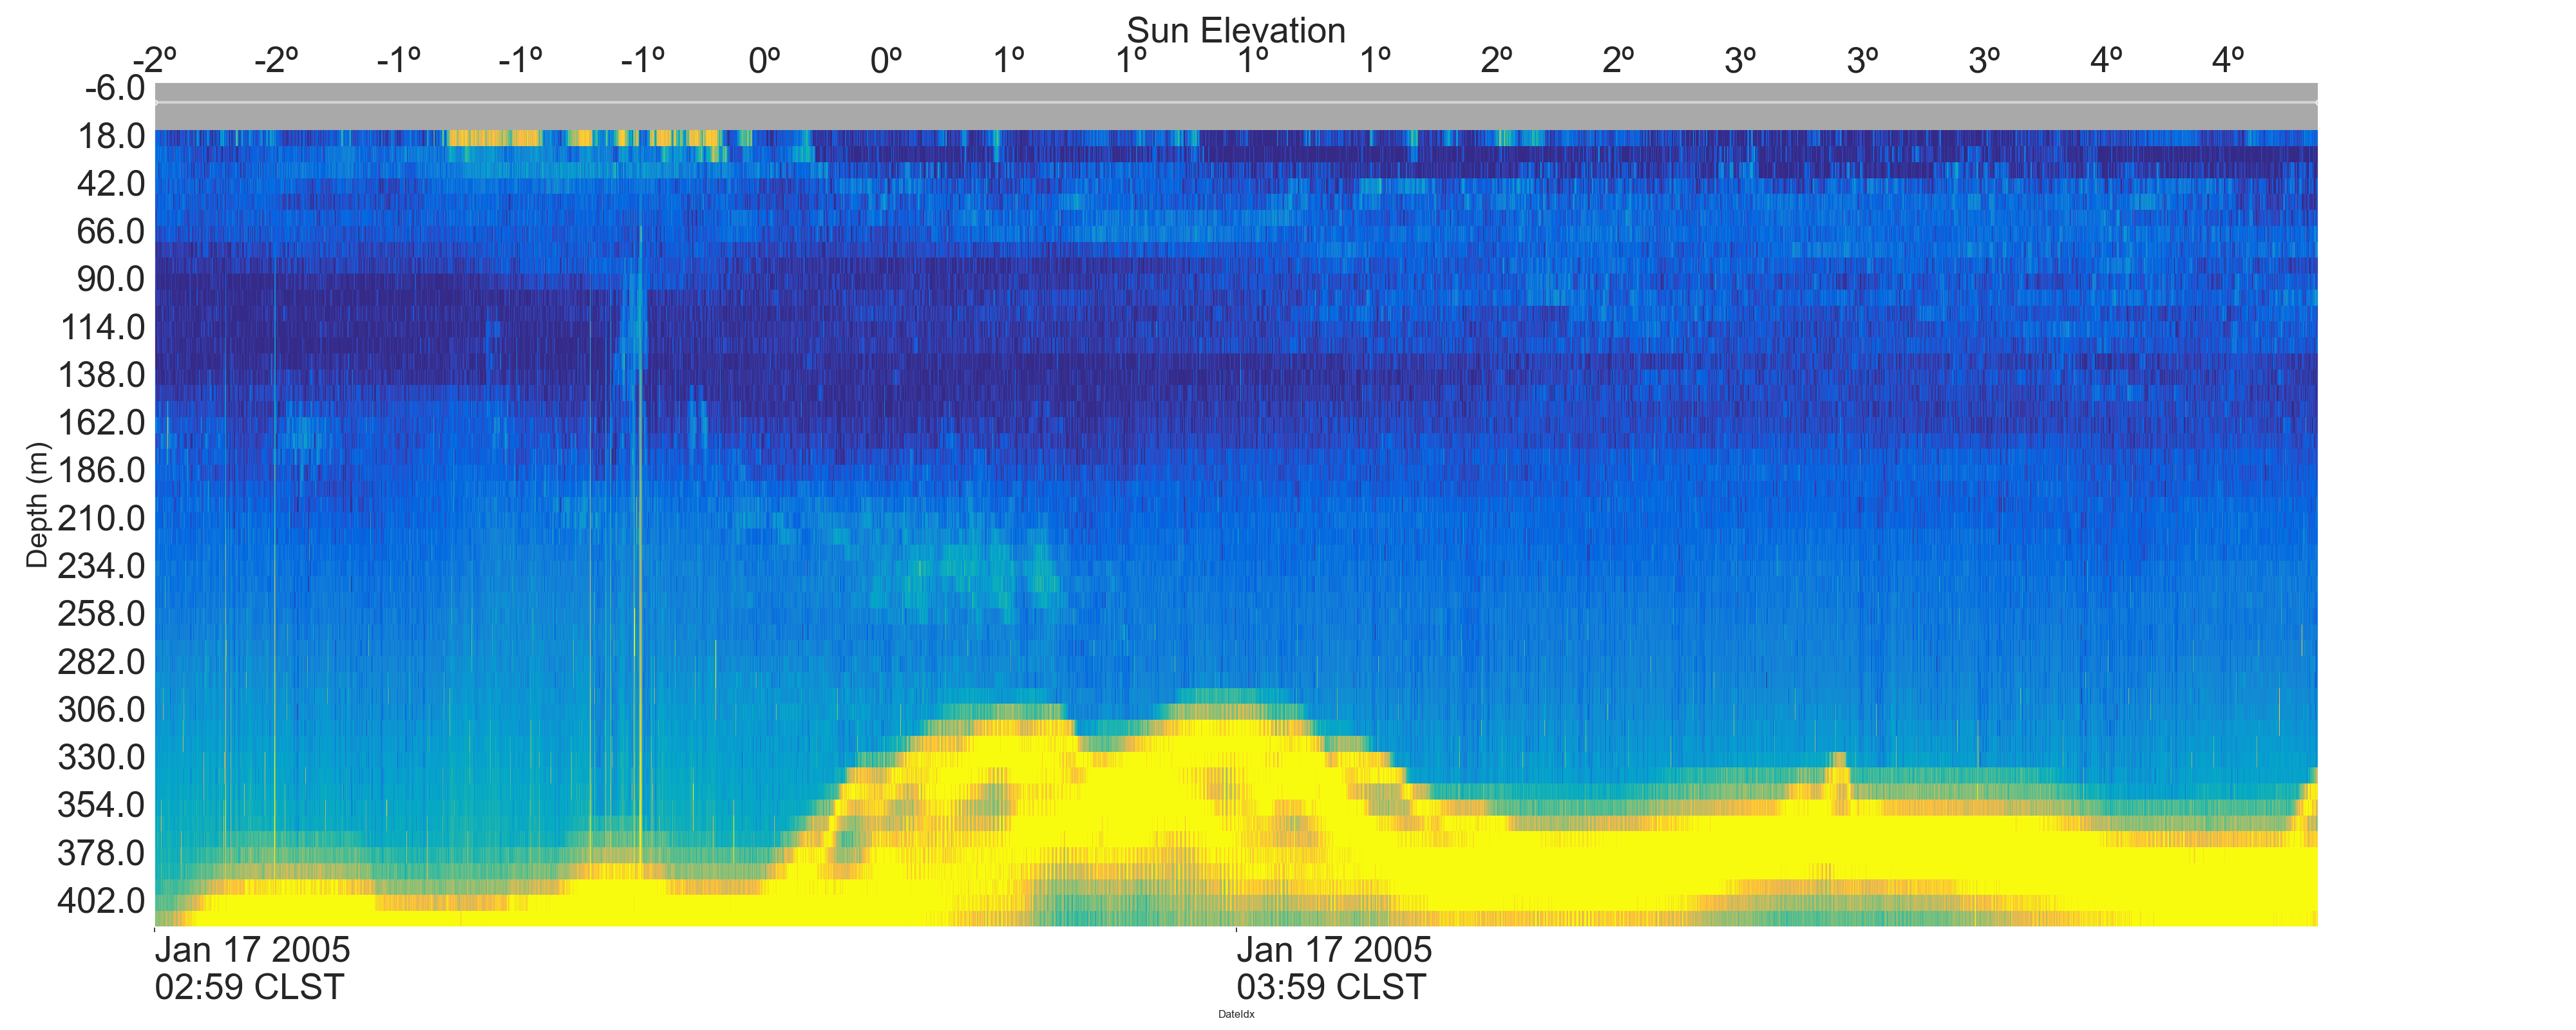 Sun Elevation
-2º -2º -1º -1º -1º 0º 0º 1º 1º 1º 1º 2º 2º 3º 3º 3º 4º 4º
-6.0
18.0
42.0
66.0
90.0
114.0
138.0
162.0
186.0
210.0
234.0
258.0
282.0
306.0
330.0
354.0
378.0
402.0
Depth (m)
Jan 17 2005
02:59 CLST
Jan 17 2005
03:59 CLST
DateIdx